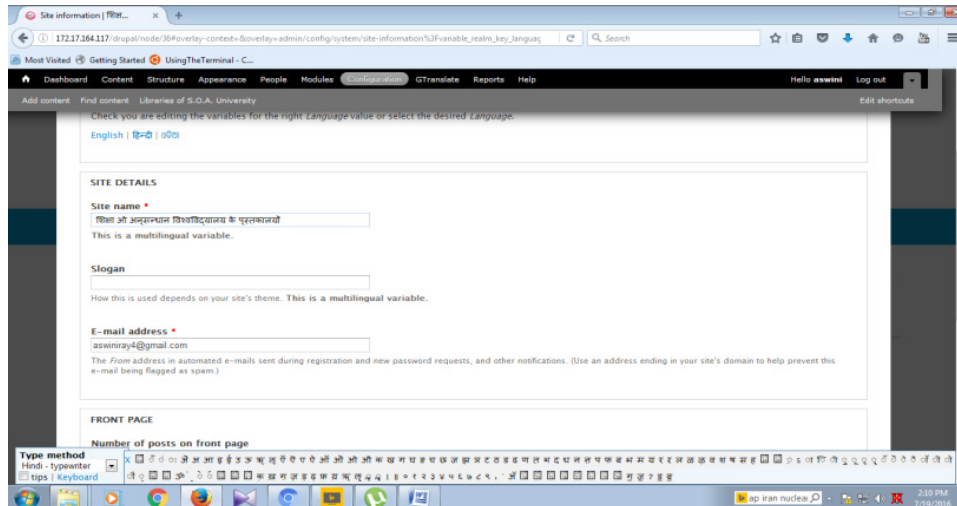 Site information | शिक्ष...
172.17.164.117/drupal/node/36#overlay-context=&overlay=admin/config/system/site-information%3Fvariable_realm_key_languag
Search
Most Visited Getting Started UsingTheTerminal - C...
Dashboard Content Structure Appearance People Modules Configuration GTranslate Reports Help Hello aswini Log out
Add content Find content Libraries of S.O.A. University Edit shortcuts
Check you are editing the variables for the right Language value or select the desired Language.
English | हिन्दी | ଓଡ଼ିଆ
SITE DETAILS
Site name *
शिक्षा ओ अनुसन्धान विश्वविद्यालय के पुस्तकालयों
This is a multilingual variable.
Slogan
How this is used depends on your site's theme. This is a multilingual variable.
E-mail address *
aswiniray4@gmail.com
The From address in automated e-mails sent during registration and new password requests, and other notifications. (Use an address ending in your site's domain to help prevent this
e-mail being flagged as spam.)
FRONT PAGE
Number of posts on front page
Type method
Hindi - typewriter
tips | Keyboard
ap iran nuclea
2:10 PM
7/19/2016